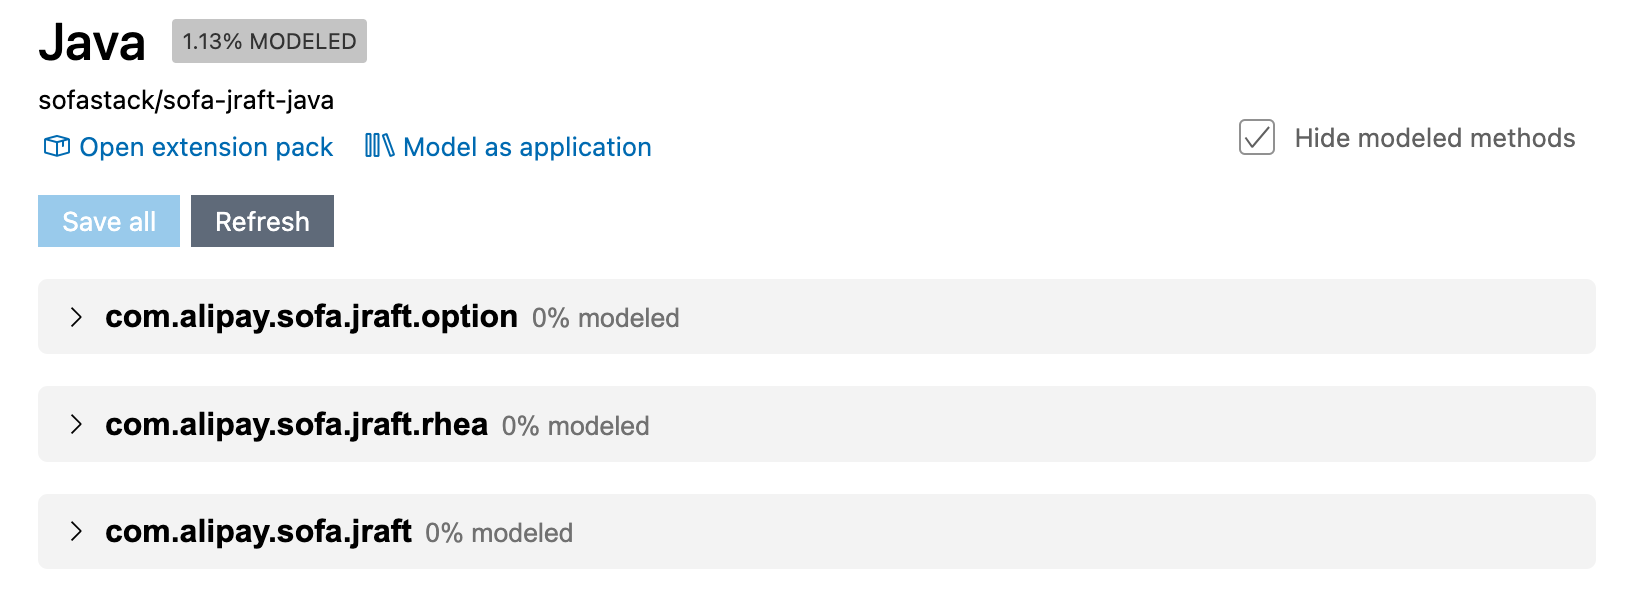 Java 1.13% MODELED
sofastack/sofa-jraft-java
Open extension pack Model as application
Hide modeled methods
Save all Refresh
com.alipay.sofa.jraft.option 0% modeled
com.alipay.sofa.jraft.rhea 0% modeled
com.alipay.sofa.jraft 0% modeled